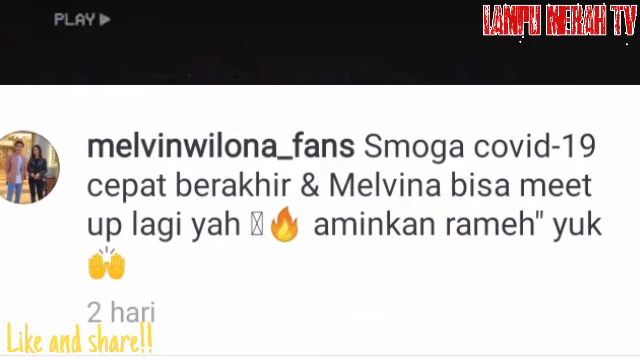 PLAY ▶
LAMPU MERAH TV
melvinwilona_fans Smoga covid-19
cepat berakhir & Melvina bisa meet
up lagi yah 🔥 aminkan rameh" yuk
🙌
2 hari
Like and share!!